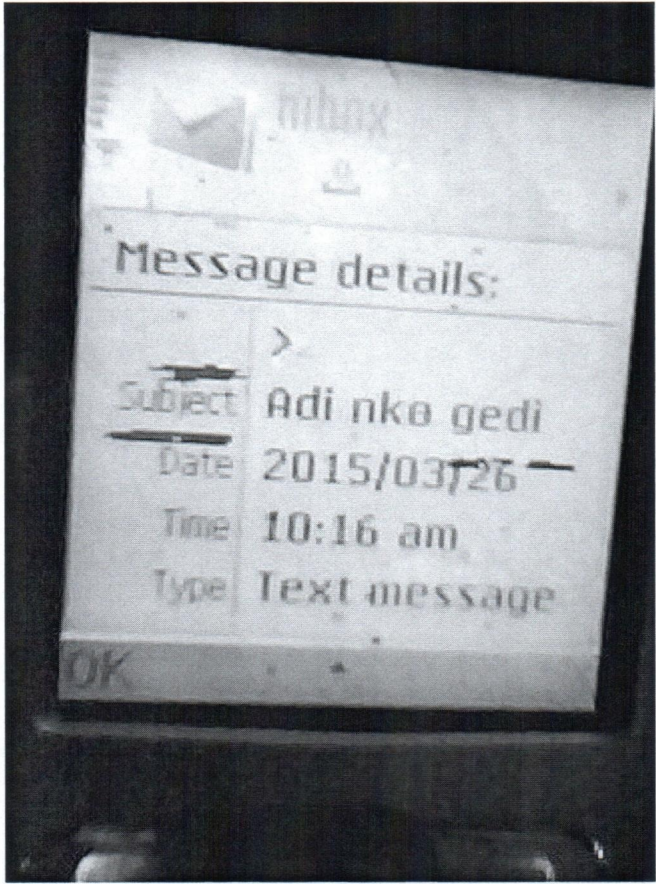 Inbox
Message details:
>
Subject Adi nko gedi
Date 2015/03/26
Time 10:16 am
Type Text message
OK